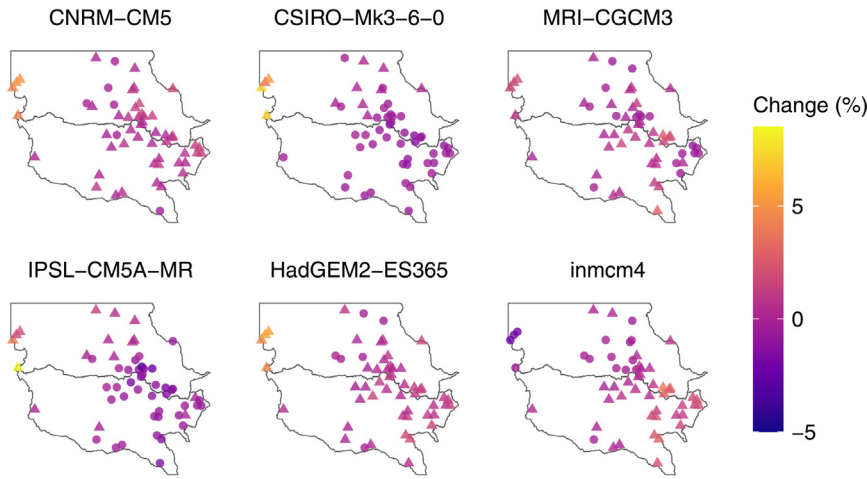 CNRM−CM5
CSIRO−Mk3−6−0
MRI−CGCM3
Change (%)
5
0
−5
IPSL−CM5A−MR
HadGEM2−ES365
inmcm4